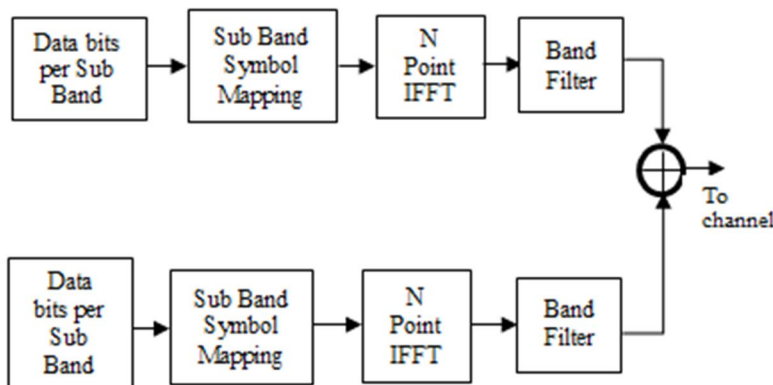 Data bits
per Sub
Band
Sub Band
Symbol
Mapping
N
Point
IFFT
Band
Filter
To
channel
Data
bits per
Sub
Band
Sub Band
Symbol
Mapping
N
Point
IFFT
Band
Filter